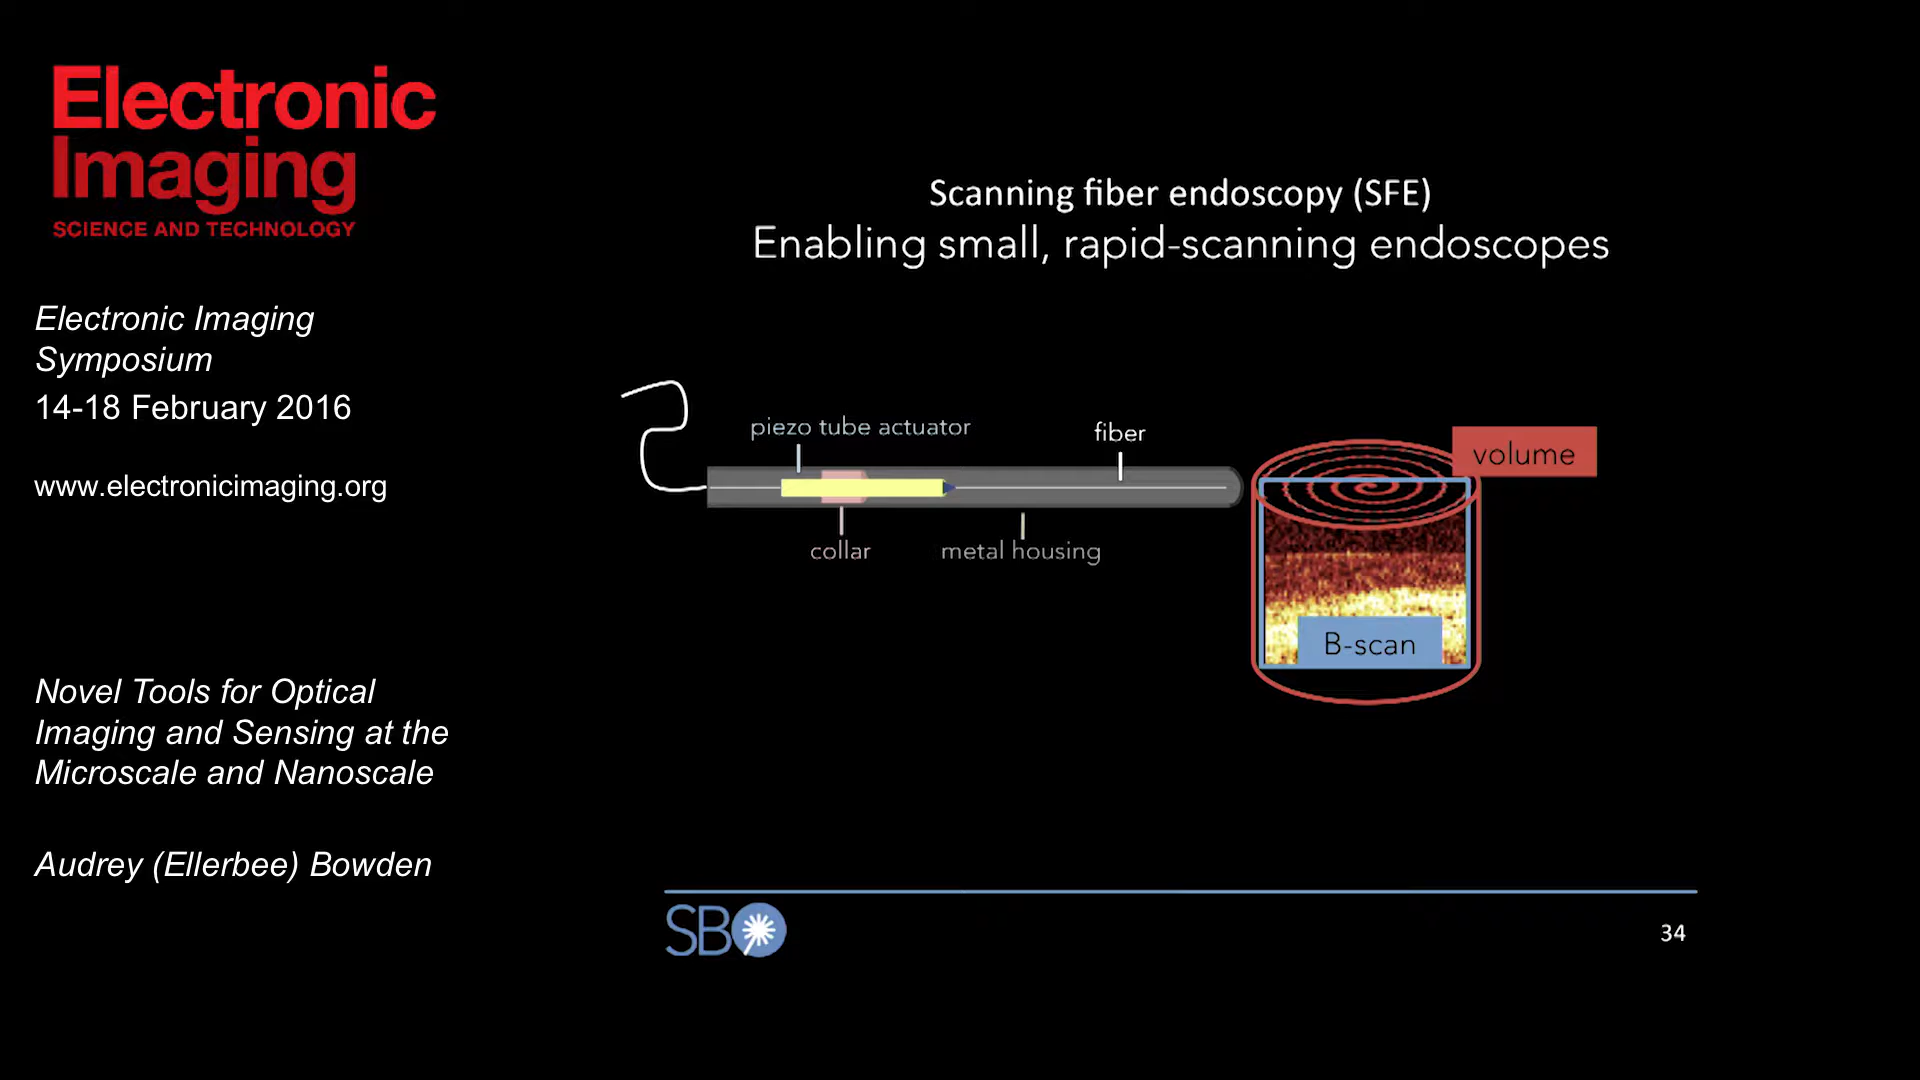 Electronic
Imaging
SCIENCE AND TECHNOLOGY
Electronic Imaging
Symposium
14-18 February 2016
www.electronicimaging.org
Novel Tools for Optical
Imaging and Sensing at the
Microscale and Nanoscale
Audrey (Ellerbee) Bowden
Scanning fiber endoscopy (SFE)
Enabling small, rapid-scanning endoscopes
piezo tube actuator
fiber
collar
metal housing
volume
B-scan
SBO
34